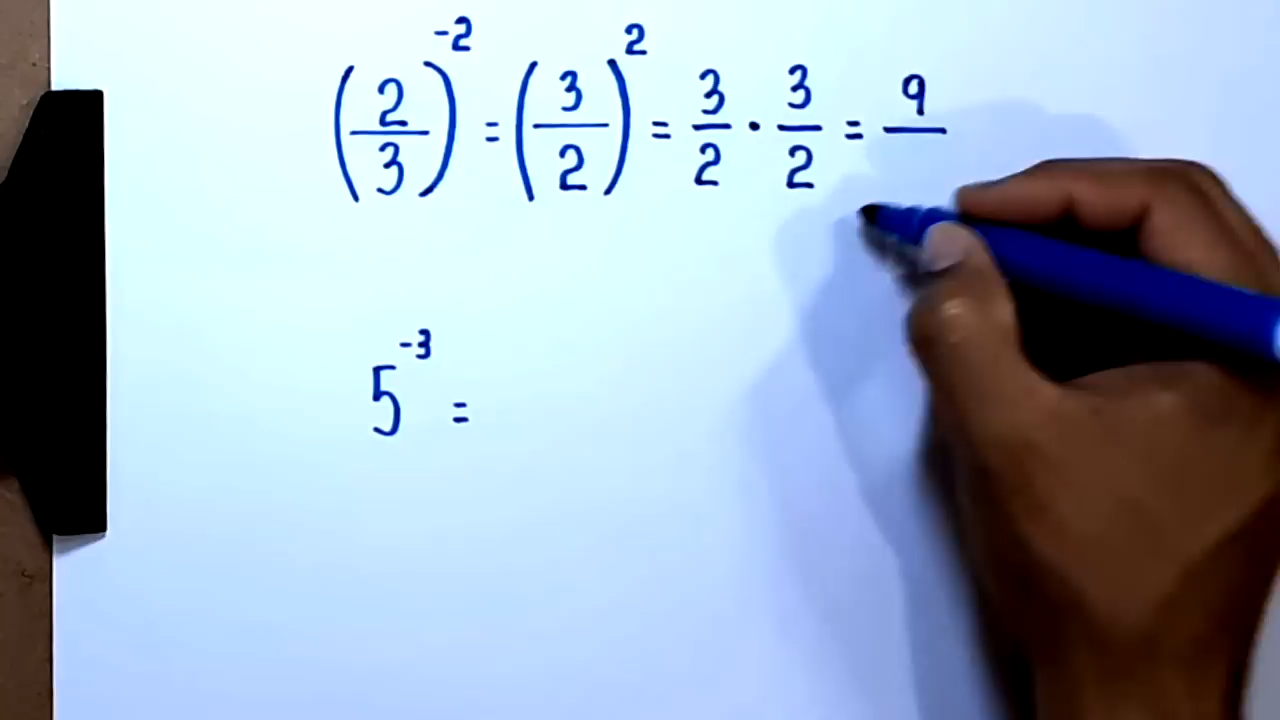 (2/3)^-2 = (3/2)^2 = 3/2 · 3/2 = 9/
5^-3 =